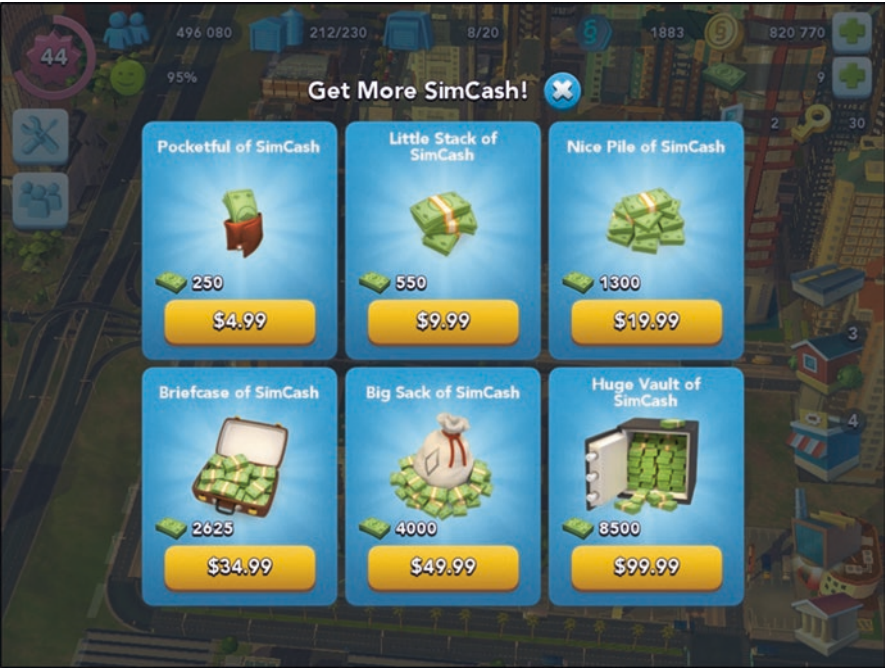 44
496 080
212/230
8/20
1883
820 770
95%
9
2
30
Get More SimCash!
Pocketful of SimCash
250
$4.99
Little Stack of
SimCash
550
$9.99
Nice Pile of SimCash
1300
$19.99
3
Briefcase of SimCash
2625
$34.99
Big Sack of SimCash
4000
$49.99
Huge Vault of
SimCash
8500
$99.99
4